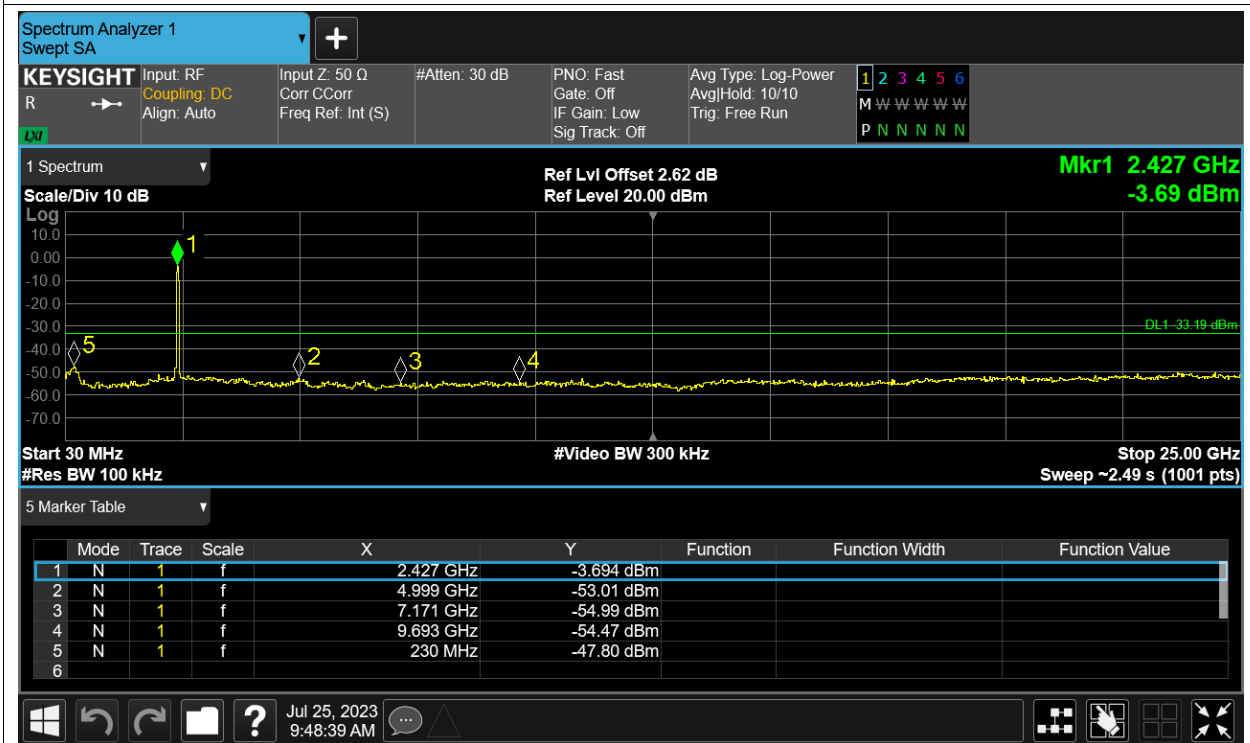 Spectrum Analyzer 1
Swept SA
KEYSIGHT
R
LXI
Input: RF
Coupling: DC
Align: Auto
Input Z: 50 Ω
Corr CCorr
Freq Ref: Int (S)
#Atten: 30 dB
PNO: Fast
Gate: Off
IF Gain: Low
Sig Track: Off
Avg Type: Log-Power
Avg|Hold: 10/10
Trig: Free Run
1 2 3 4 5 6
M W W W W W
P N N N N N
1 Spectrum
Scale/Div 10 dB
Ref Lvl Offset 2.62 dB
Ref Level 20.00 dBm
Mkr1 2.427 GHz
-3.69 dBm
Log
10.0
0.00
-10.0
-20.0
-30.0
-40.0
-50.0
-60.0
-70.0
1
5
2
3
4
DL1 -33.19 dBm
Start 30 MHz
#Video BW 300 kHz
Stop 25.00 GHz
#Res BW 100 kHz
Sweep ~2.49 s (1001 pts)
5 Marker Table
Mode Trace Scale X Y Function Function Width Function Value
1 N 1 f 2.427 GHz -3.694 dBm
2 N 1 f 4.999 GHz -53.01 dBm
3 N 1 f 7.171 GHz -54.99 dBm
4 N 1 f 9.693 GHz -54.47 dBm
5 N 1 f 230 MHz -47.80 dBm
6
?
Jul 25, 2023
9:48:39 AM